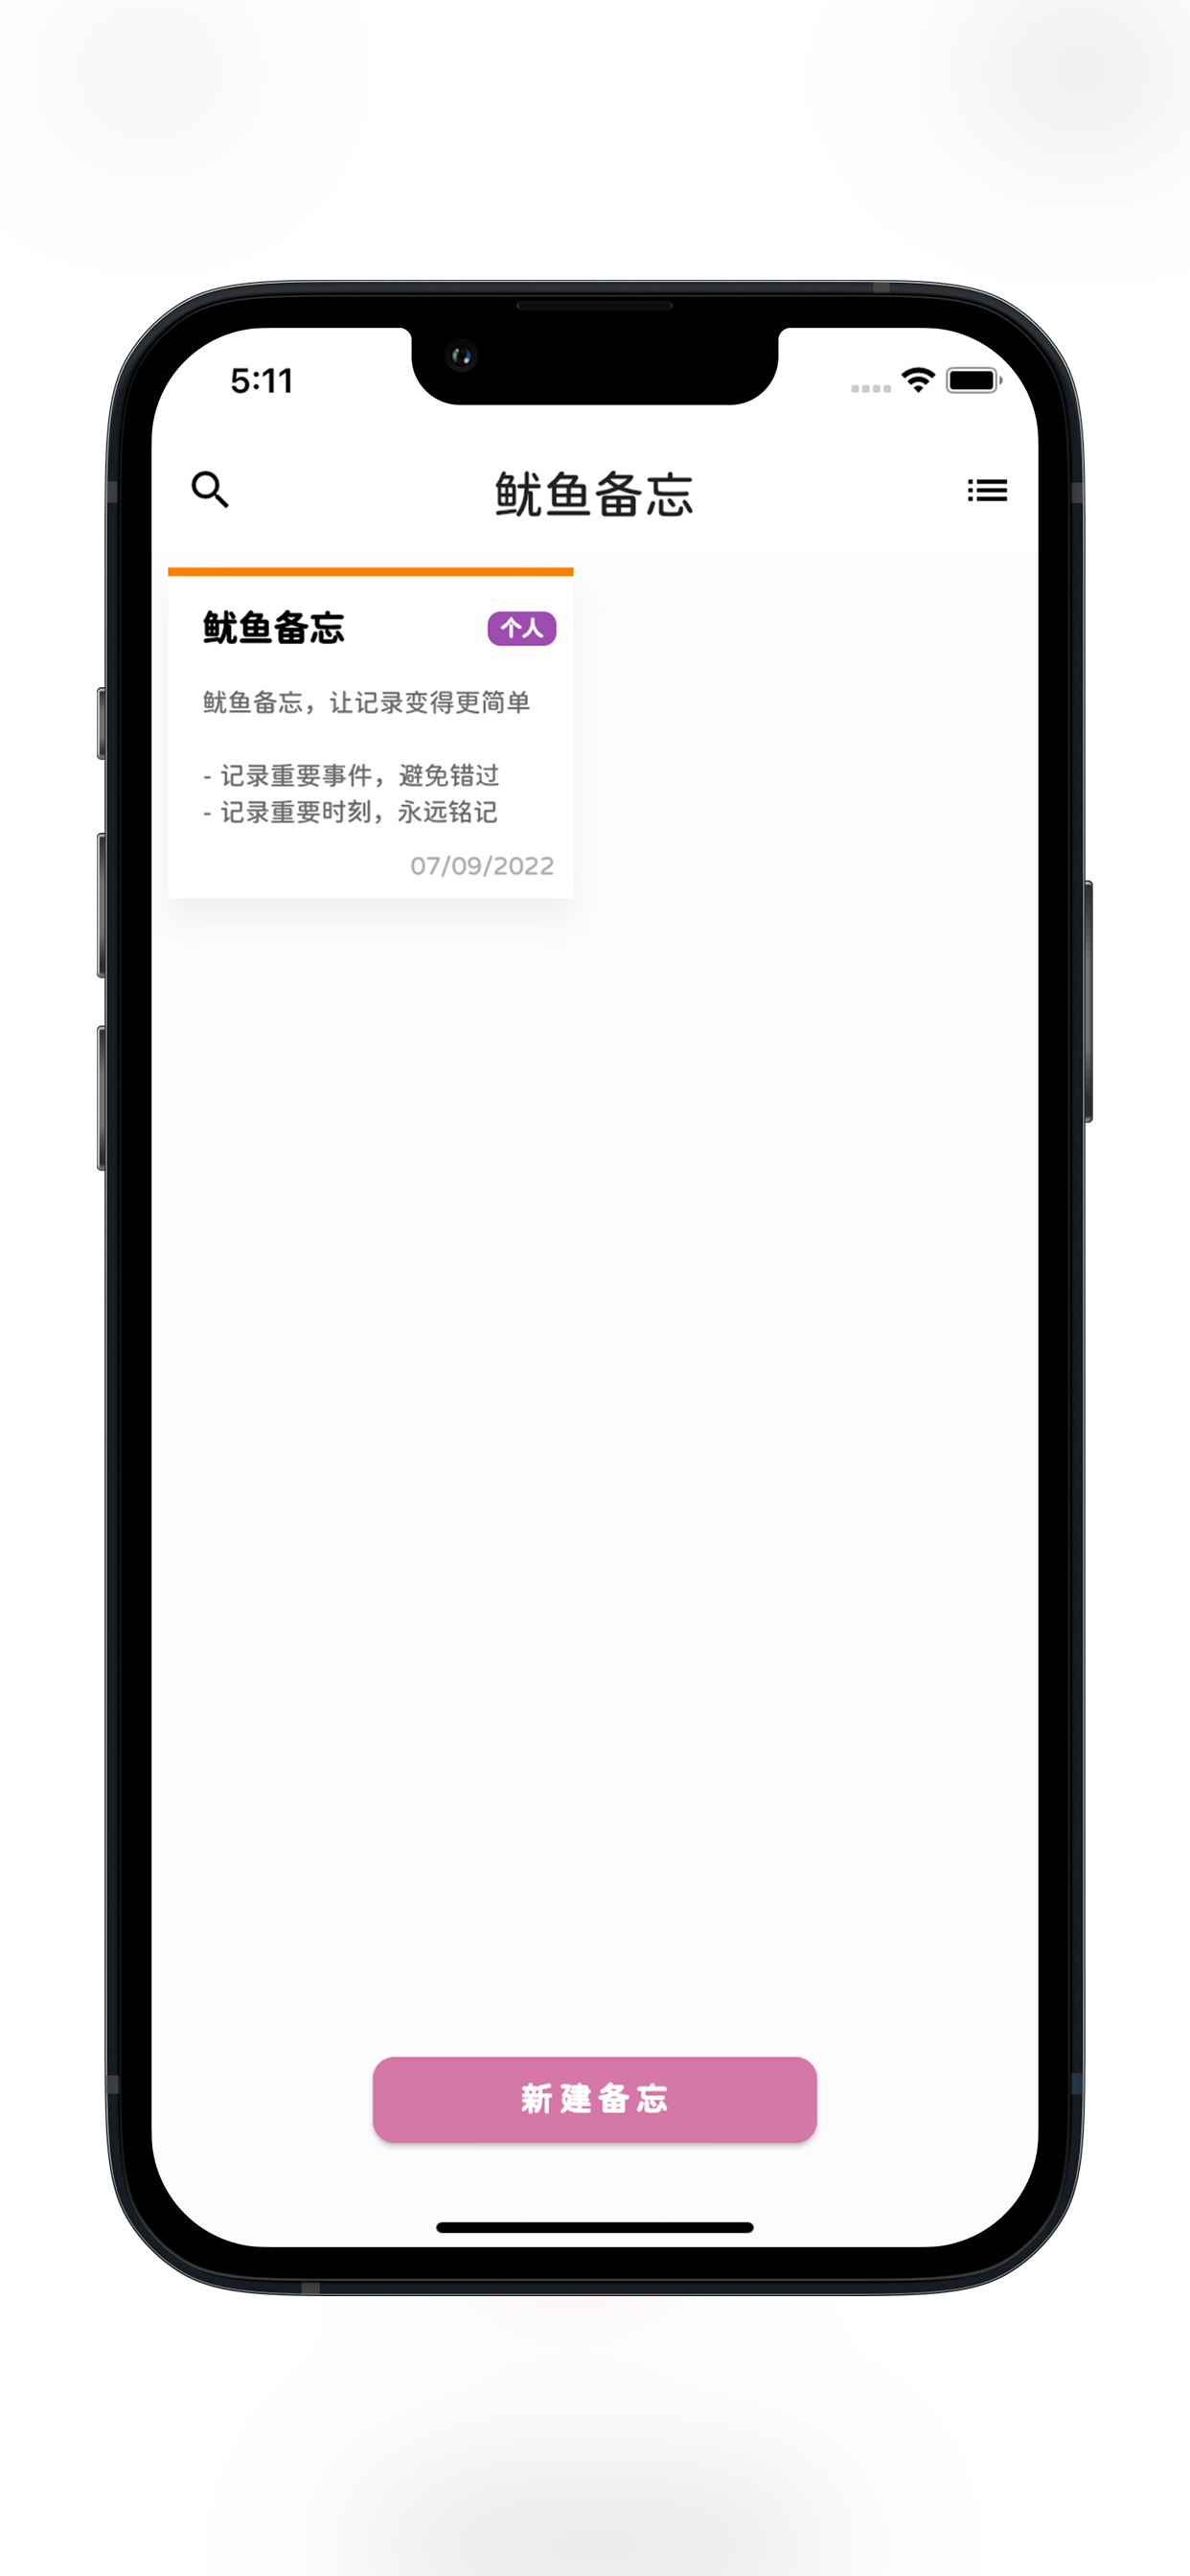 5:11
鱿鱼备忘
鱿鱼备忘 个人
鱿鱼备忘，让记录变得更简单
- 记录重要事件，避免错过
- 记录重要时刻，永远铭记
07/09/2022
新建备忘